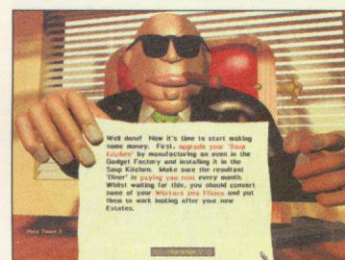 Well done! Now it's time to start making
some money. First, upgrade your 'Soup
Kitchen' by manufacturing an oven in the
Gadget Factory and installing it in the
Soup Kitchen. Make sure the resultant
'Diner' is paying you rent every month.
Whilst waiting for this, you should convert
some of your Workers into and put
them to work looking after your new
Estates.